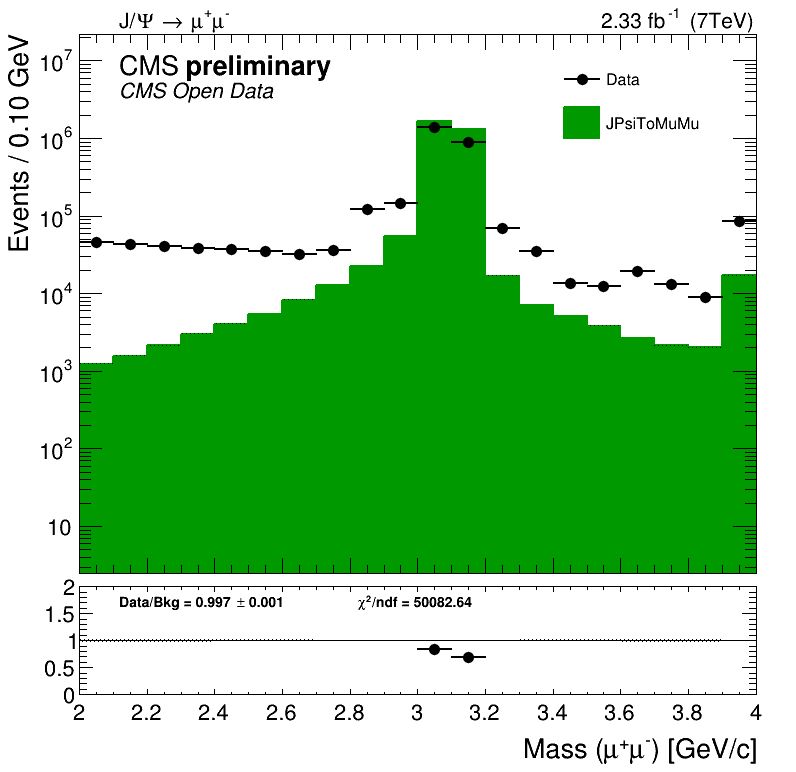 J/Ψ → μ⁺μ⁻
2.33 fb⁻¹ (7TeV)
CMS preliminary
CMS Open Data
Data
JPsiToMuMu
Events / 0.10 GeV
10⁷
10⁶
10⁵
10⁴
10³
10²
10
Data/Bkg = 0.997 ± 0.001
χ²/ndf = 50082.64
2
1.5
1
0.5
0
2 2.2 2.4 2.6 2.8 3 3.2 3.4 3.6 3.8 4
Mass (μ⁺μ⁻) [GeV/c]